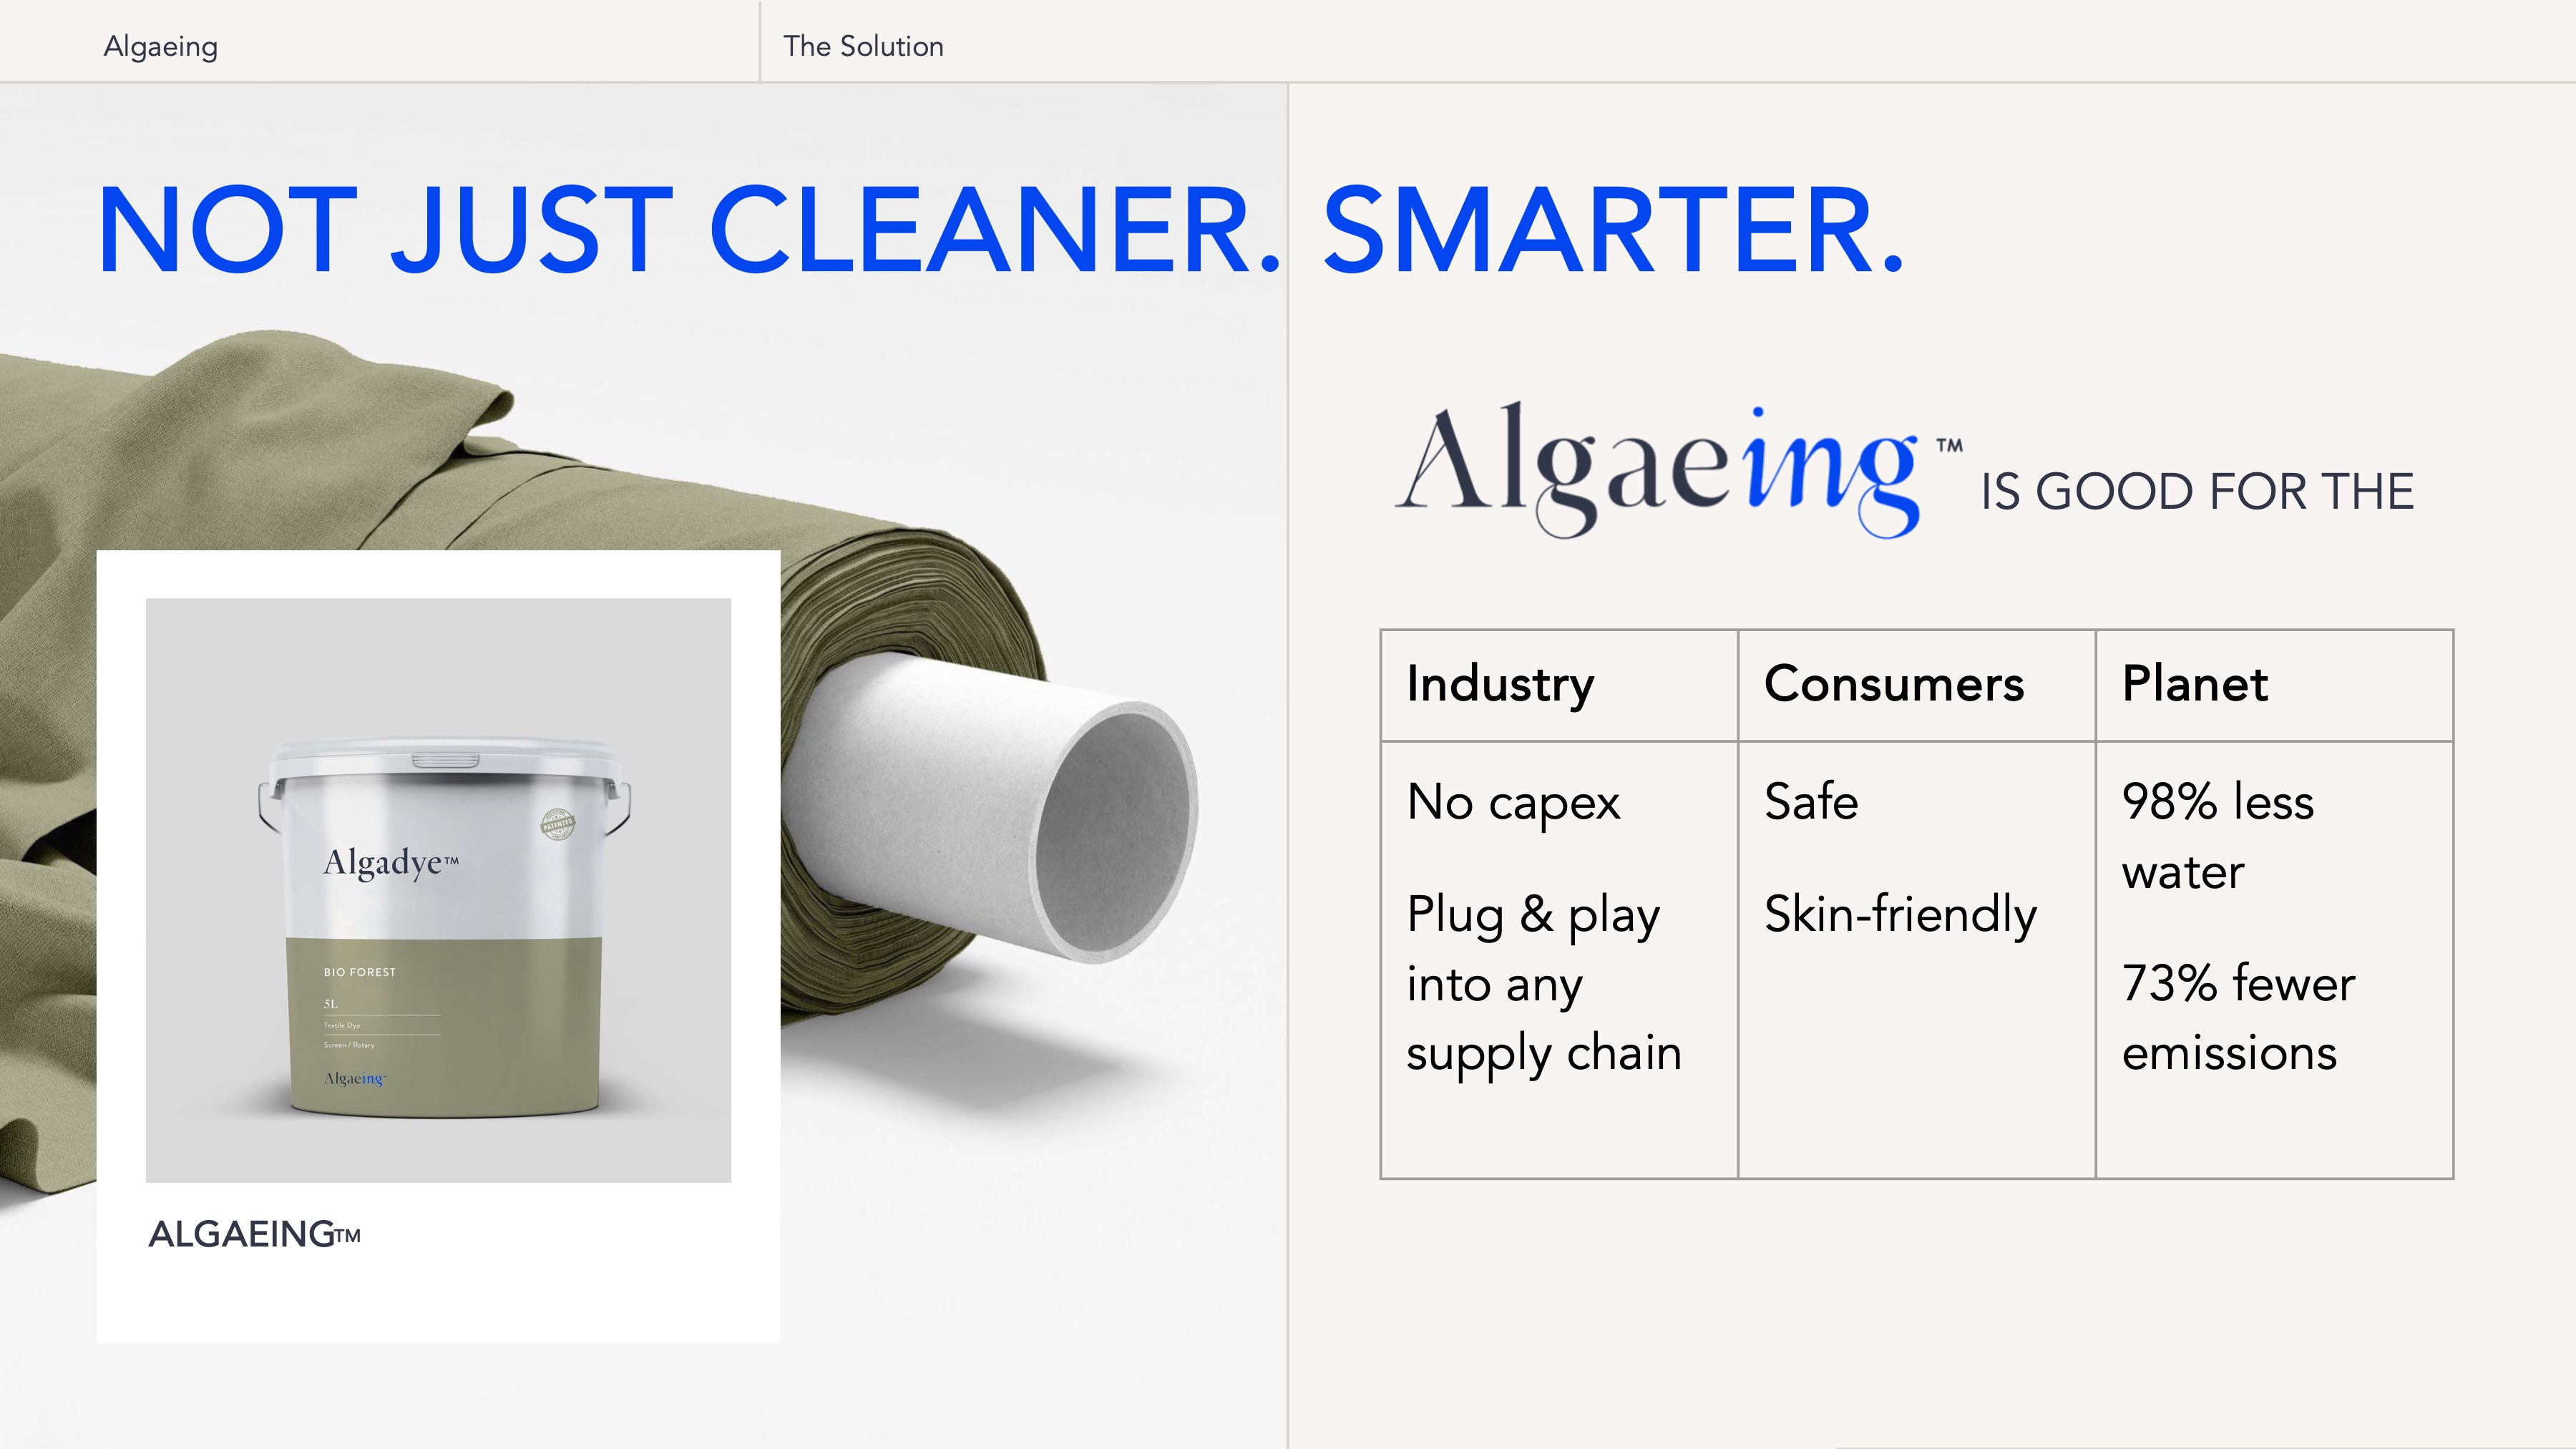 Algaeing
The Solution
NOT JUST CLEANER. SMARTER.
Algaeing™ IS GOOD FOR THE
Industry
No capex
Plug & play
into any
supply chain
Consumers
Safe
Skin-friendly
Planet
98% less
water
73% fewer
emissions
PATENTED
Algadye™
BIO FOREST
5L
Textile Dye
Screen / Rotary
Algaeing™
ALGAEING™